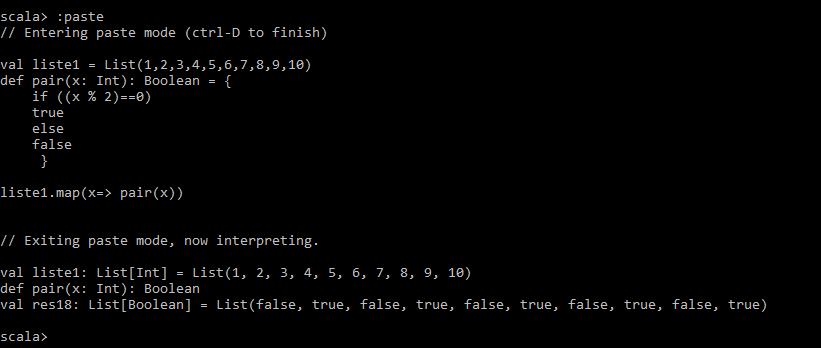 scala> :paste
// Entering paste mode (ctrl-D to finish)
val liste1 = List(1,2,3,4,5,6,7,8,9,10)
def pair(x: Int): Boolean = {
    if ((x % 2)==0)
    true
    else
    false
     }
liste1.map(x=> pair(x))
// Exiting paste mode, now interpreting.
val liste1: List[Int] = List(1, 2, 3, 4, 5, 6, 7, 8, 9, 10)
def pair(x: Int): Boolean
val res18: List[Boolean] = List(false, true, false, true, false, true, false, true, false, true)
scala>